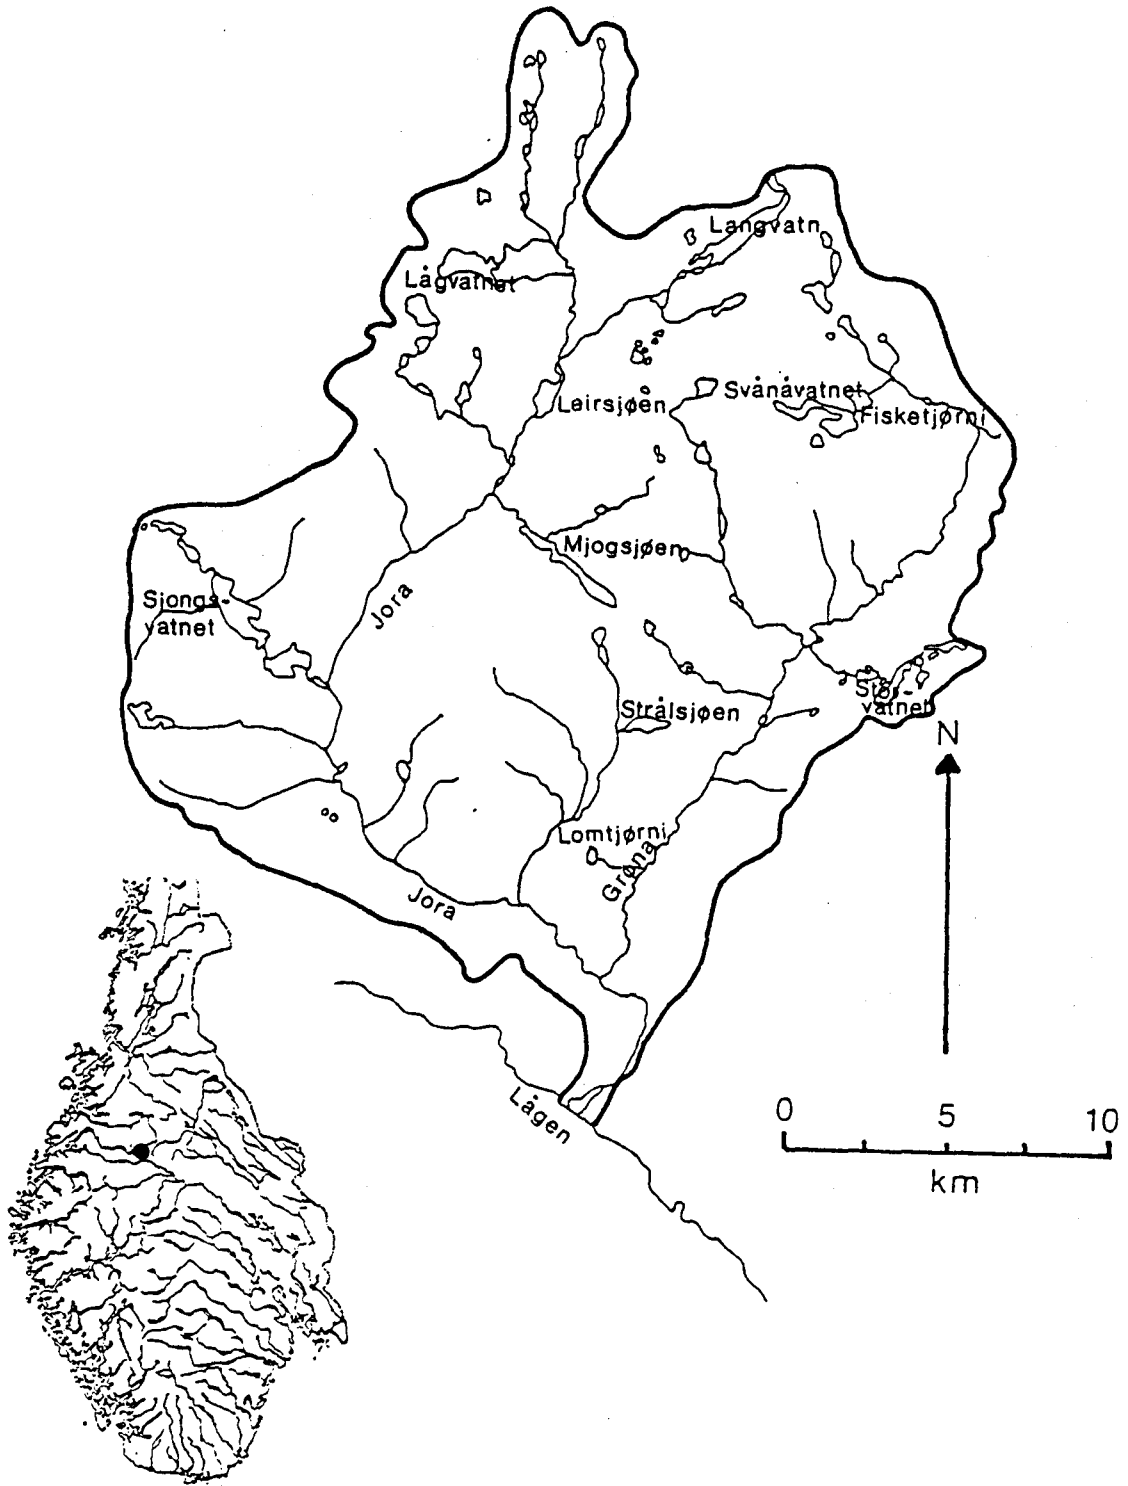 Langvatn
Lågvatnet
Svånåvatnet
Leirsjøen
Fisketjørni
Mjogsjøen
Sjongs-
vatnet
Jora
Stor-
vatnet
Strålsjøen
N
Lomtjørni
Grøna
Jora
Lågen
0 5 10
km